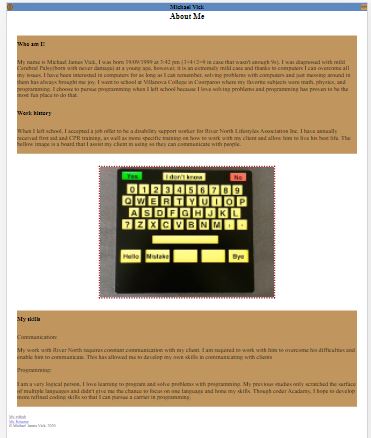 Michael Vick
About Me
Who am I?
My name is Michael James Vick, I was born 19/09/1999 at 3:42 pm (3+4+2=9 in case that wasn't enough 9s). I was diagnosed with mild
Cerebral Palsy(born with never damage) at a young age, however, it is an extremely mild case and thanks to computers I can overcome all
my issues. I have been interested in computers for as long as I can remember, solving problems with computers and just messing around in
them has always brought me joy. I went to school at Villanova College in Coorparoo where my favorite subjects were math, physics, and
programming. I choose to pursue programming when I left school because I love solving problems and programming has proven to be the
most fun place to do that.
Work history
When I left school, I accepted a job offer to be a disability support worker for River North Lifestyles Association Inc. I have annually
received first aid and CPR training, as well as some specific training on how to work with my client and allow him to live his best life. The
bellow image is a board that I assist my client in using so they can communicate with people.
Yes I don't know No
0 1 2 3 4 5 6 7 8 9
Q W E R T Y U I O P
A S D F G H J K L
? Z X C V B N M
Hello Mistake Bye
My skills
Communication:
My work with River North requires constant communication with my client. I am required to work with him to overcome his difficulties and
enable him to communicate. This has allowed me to develop my own skills in communicating with clients
Programming:
I am a very logical person, I love learning to program and solve problems with programming. My previous studies only scratched the surface
of multiple languages and didn't give me the chance to focus on one language and hone my skills. Though coder Academy, I hope to develop
more refined coding skills so that I can pursue a carrier in programming.
© Michael James Vick, 2020